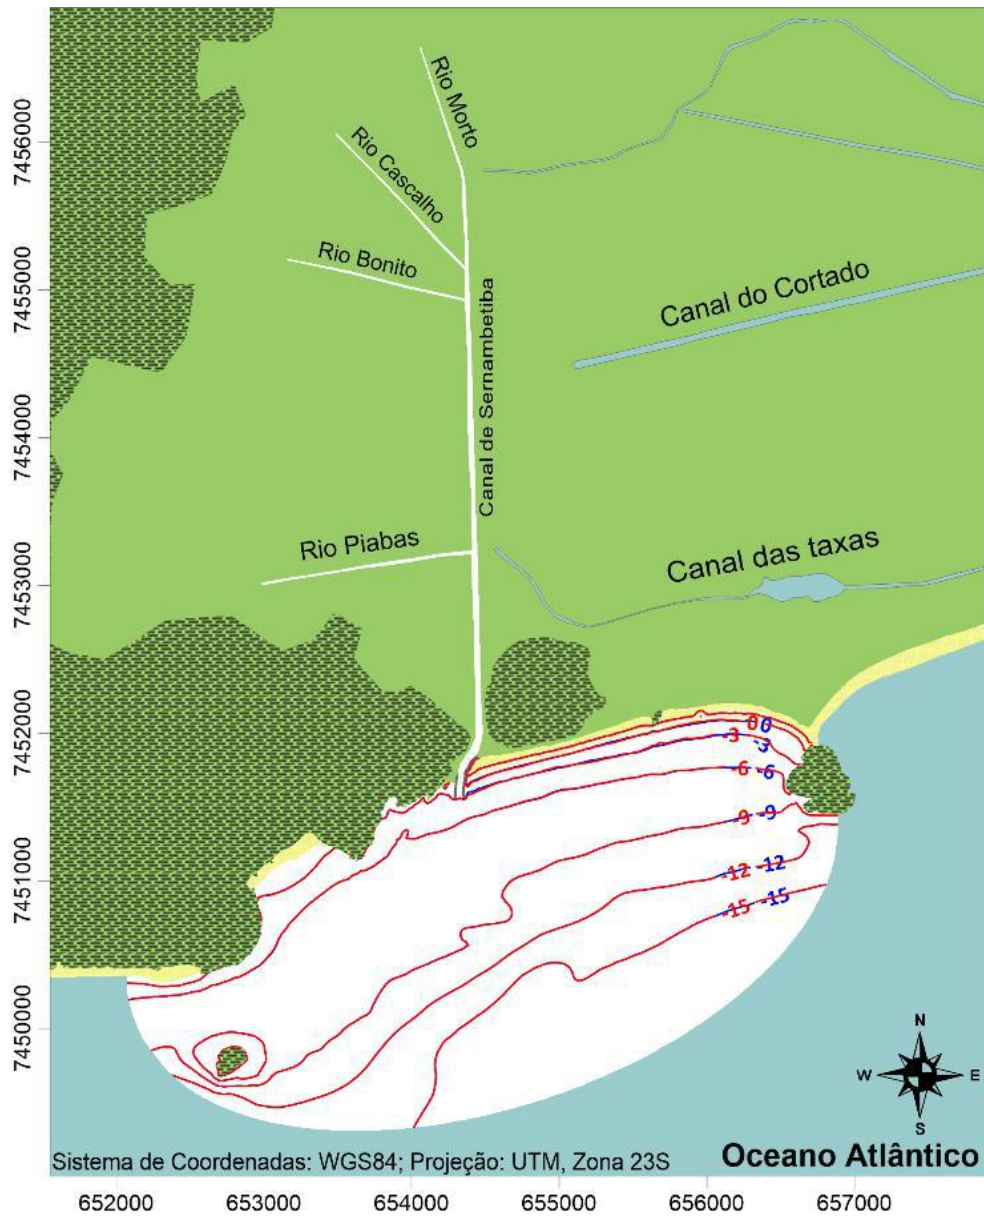 7456000
7455000
7454000
7453000
7452000
7451000
7450000
Rio Morto
Rio Cascalho
Rio Bonito
Canal do Cortado
Canal de Sernambetiba
Rio Piabas
Canal das taxas
0 0
-3 -3
-6 -6
-9 -9
-12 -12
-15 -15
N
W E
S
Sistema de Coordenadas: WGS84; Projeção: UTM, Zona 23S
Oceano Atlântico
652000 653000 654000 655000 656000 657000